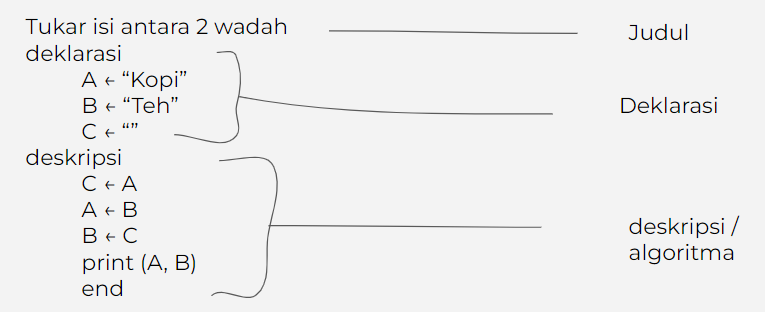 Tukar isi antara 2 wadah
deklarasi
A ← “Kopi”
B ← “Teh”
C ← “”
deskripsi
C ← A
A ← B
B ← C
print (A, B)
end
Judul
Deklarasi
deskripsi /
algoritma